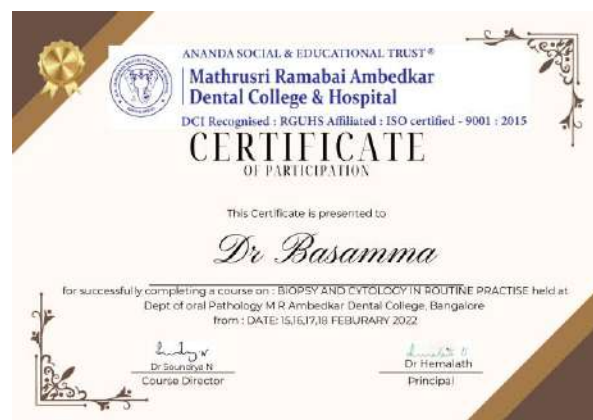 ANANDA SOCIAL & EDUCATIONAL TRUST®
Mathrusri Ramabai Ambedkar
Dental College & Hospital
DCI Recognised : RGUHS Affiliated : ISO certified - 9001 : 2015
CERTIFICATE
OF PARTICIPATION
This Certificate is presented to
Dr Basamma
for successfully completing a course on : BIOPSY AND CYTOLOGY IN ROUTINE PRACTISE held at
Dept of oral Pathology M R Ambedkar Dental College, Bangalore
from : DATE: 15,16,17,18 FEBURARY 2022
Dr Soundrya N
Course Director
Dr Hemalath
Principal